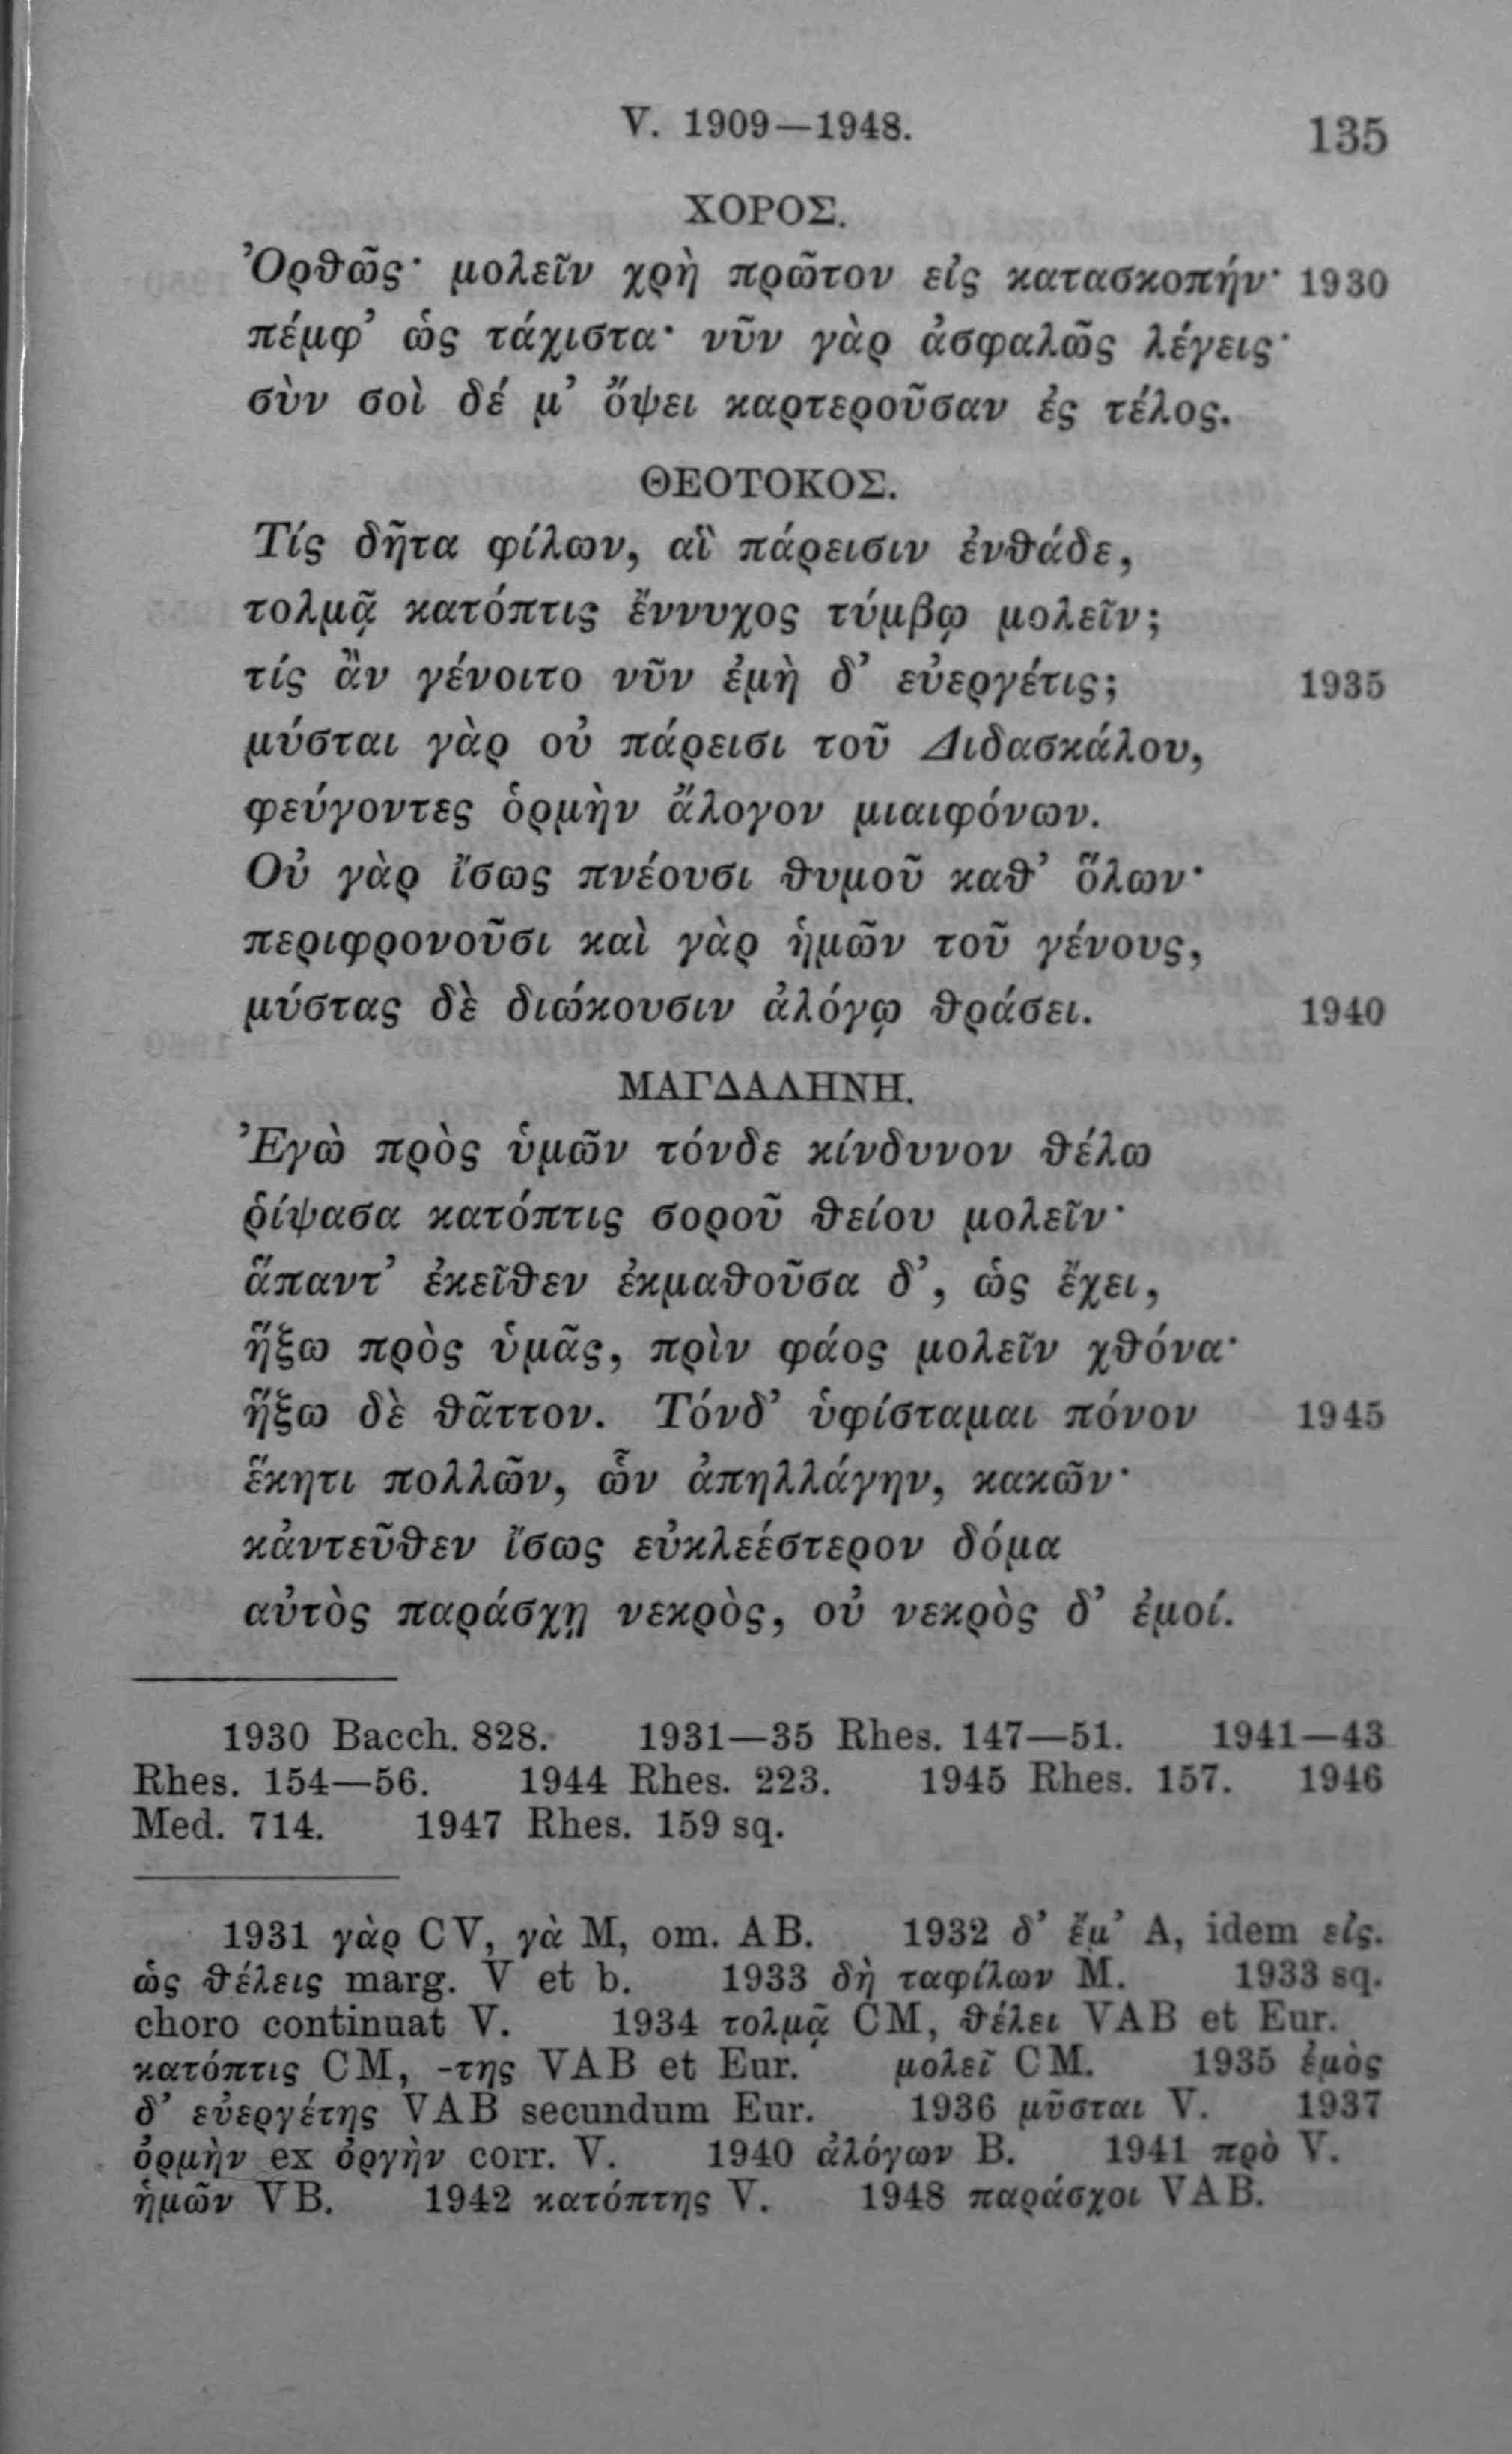 V. 1909—1948. 135
ΧΟΡΟΣ.
Ὀρθῶς· μολεῖν χρὴ πρῶτον εἰς κατασκοπήν· 1930
πέμφ’ ὡς τάχιστα· νῦν γὰρ ἀσφαλῶς λέγεις·
σὺν σοὶ δέ μ’ ὄψει καρτεροῦσαν ἐς τέλος.
ΘΕΟΤΟΚΟΣ.
Τίς δῆτα φίλων, αἳ πάρεισιν ἐνθάδε,
τολμᾷ κατόπτις ἔννυχος τύμβῳ μολεῖν;
τίς ἂν γένοιτο νῦν ἐμὴ δ’ εὐεργέτις; 1935
μύσται γὰρ οὐ πάρεισι τοῦ Διδασκάλου,
φεύγοντες ὁρμὴν ἄλογον μιαιφόνων.
Οὐ γὰρ ἴσως πνέουσι θυμοῦ καθ’ ὅλων·
περιφρονοῦσι καὶ γὰρ ἡμῶν τοῦ γένους,
μύστας δὲ διώκουσιν ἀλόγῳ θράσει. 1940
ΜΑΓΔΑΛΗΝΗ.
Ἐγὼ πρὸς ὑμῶν τόνδε κίνδυνον θέλω
ῥίψασα κατόπτις σοροῦ θείου μολεῖν·
ἅπαντ’ ἐκεῖθεν ἐκμαθοῦσα δ’, ὡς ἔχει,
ἥξω πρὸς ὑμᾶς, πρὶν φάος μολεῖν χθόνα·
ἥξω δὲ θᾶττον. Τόνδ’ ὑφίσταμαι πόνον 1945
ἕκητι πολλῶν, ὧν ἀπηλλάγην, κακῶν·
κἀντεῦθεν ἴσως εὐκλεέστερον δόμα
αὐτὸς παράσχῃ νεκρὸς, οὐ νεκρὸς δ’ ἐμοί.
1930 Bacch. 828. 1931—35 Rhes. 147—51. 1941—43
Rhes. 154—56. 1944 Rhes. 223. 1945 Rhes. 157. 1946
Med. 714. 1947 Rhes. 159 sq.
1931 γὰρ CV, γὰ M, om. AB. 1932 δ’ ἔμ’ A, idem εἰς.
ὡς θέλεις marg. V et b. 1933 δὴ ταφίλων M. 1933 sq.
choro continuat V. 1934 τολμᾷ CM, θέλει VAB et Eur.
κατόπτις CM, -της VAB et Eur. μολεῖ CM. 1935 ἐμὸς
δ’ εὐεργέτης VAB secundum Eur. 1936 μῦσται V. 1937
ὁρμὴν ex ὀργὴν corr. V. 1940 ἀλόγων B. 1941 πρὸ V.
ἡμῶν VB. 1942 κατόπτης V. 1948 παράσχοι VAB.